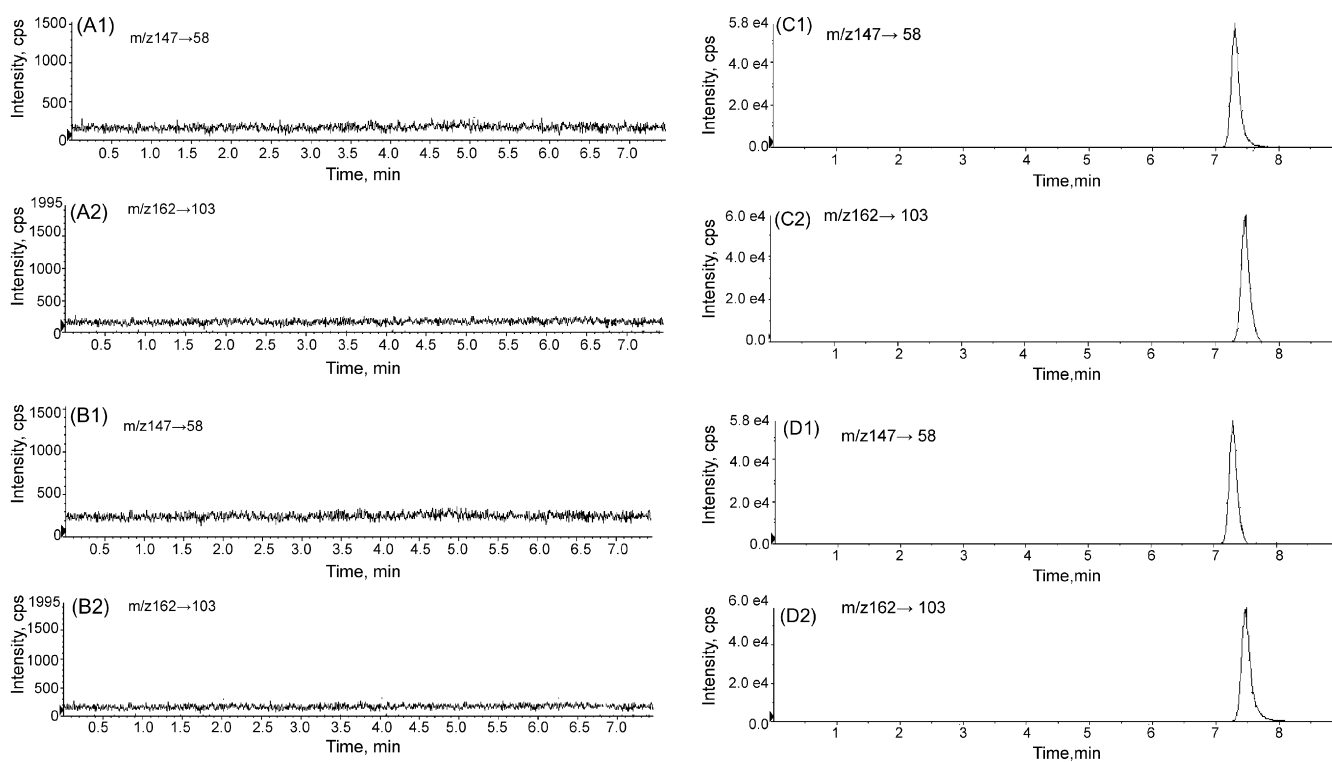 (A1)
m/z147→58
Intensity, cps
1500
1000
500
0
0.5 1.0 1.5 2.0 2.5 3.0 3.5 4.0 4.5 5.0 5.5 6.0 6.5 7.0
Time, min
(A2)
m/z162→103
Intensity, cps
1995
1500
1000
500
0
0.5 1.0 1.5 2.0 2.5 3.0 3.5 4.0 4.5 5.0 5.5 6.0 6.5 7.0
Time, min
(B1)
m/z147→58
Intensity, cps
1500
1000
500
0
0.5 1.0 1.5 2.0 2.5 3.0 3.5 4.0 4.5 5.0 5.5 6.0 6.5 7.0
Time, min
(B2)
m/z162→103
Intensity, cps
1995
1500
1000
500
0
0.5 1.0 1.5 2.0 2.5 3.0 3.5 4.0 4.5 5.0 5.5 6.0 6.5 7.0
Time, min
(C1)
m/z147→ 58
Intensity, cps
5.8 e4
4.0 e4
2.0 e4
0.0
1 2 3 4 5 6 7 8
Time,min
(C2)
m/z162→ 103
Intensity, cps
6.0 e4
4.0 e4
2.0 e4
0.0
1 2 3 4 5 6 7 8
Time,min
(D1)
m/z147→ 58
Intensity, cps
5.8 e4
4.0 e4
2.0 e4
0.0
1 2 3 4 5 6 7 8
Time,min
(D2)
m/z162→ 103
Intensity, cps
6.0 e4
4.0 e4
2.0 e4
0.0
1 2 3 4 5 6 7 8
Time,min